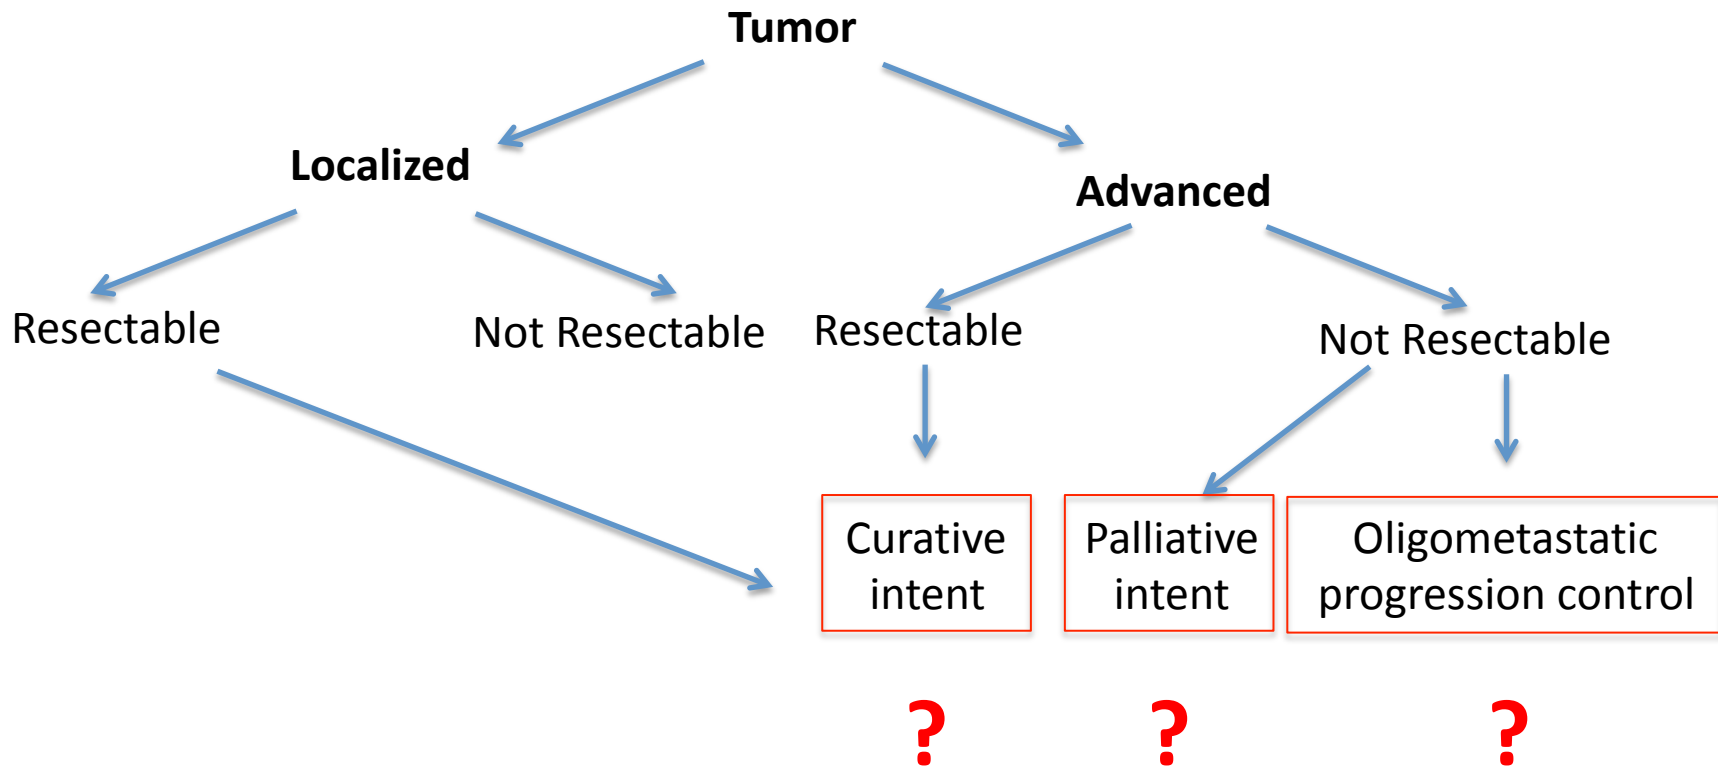 Tumor
Localized
Advanced
Resectable
Not Resectable
Resectable
Not Resectable
Curative
intent
Palliative
intent
Oligometastatic
progression control
?
?
?